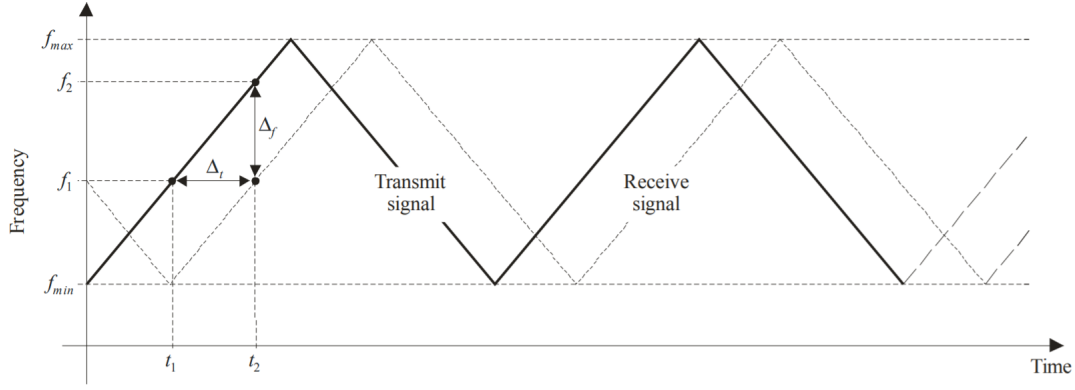 f_max
f_2
Δ_f
Frequency
f_1
Δ_t
Transmit
signal
Receive
signal
f_min
t_1
t_2
Time